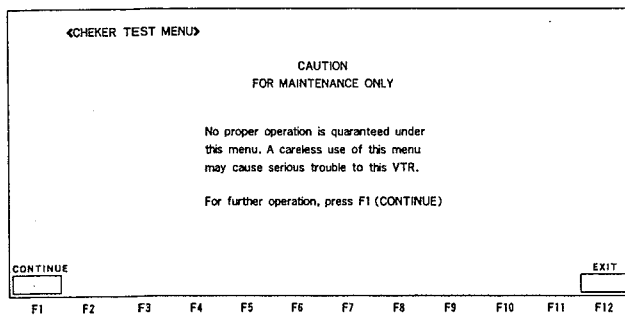 «CHEKER TEST MENU»
CAUTION
FOR MAINTENANCE ONLY
No proper operation is quaranteed under
this menu. A careless use of this menu
may cause serious trouble to this VTR.
For further operation, press F1 (CONTINUE)
CONTINUE EXIT
F1 F2 F3 F4 F5 F6 F7 F8 F9 F10 F11 F12